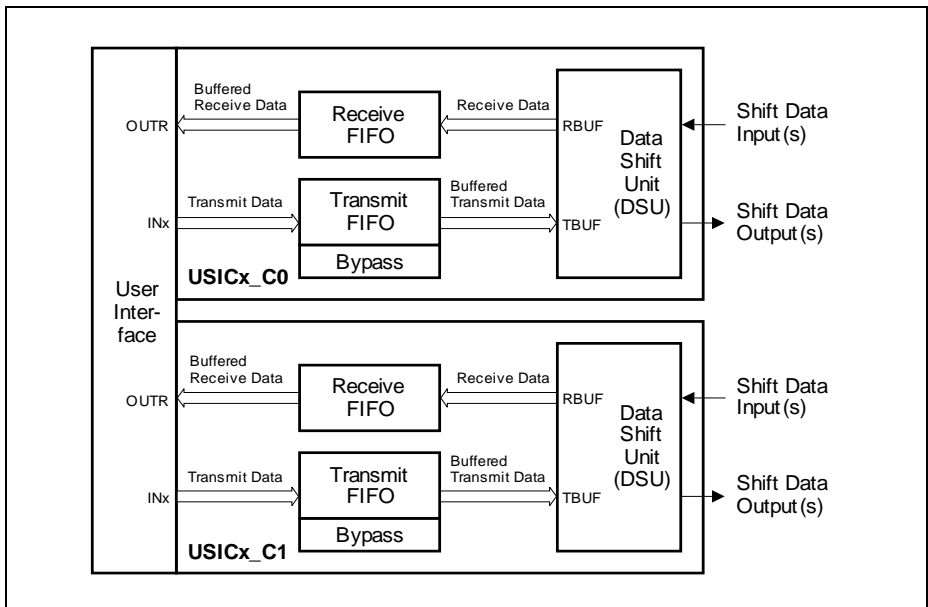 Buffered
Receive Data
OUTR
Receive
FIFO
Receive Data
RBUF
Data
Shift
Unit
(DSU)
Shift Data
Input(s)
Transmit Data
INx
Transmit
FIFO
Bypass
Buffered
Transmit Data
TBUF
Shift Data
Output(s)
USICx_C0
User
Inter-
face
Buffered
Receive Data
OUTR
Receive
FIFO
Receive Data
RBUF
Data
Shift
Unit
(DSU)
Shift Data
Input(s)
Transmit Data
INx
Transmit
FIFO
Bypass
Buffered
Transmit Data
TBUF
Shift Data
Output(s)
USICx_C1